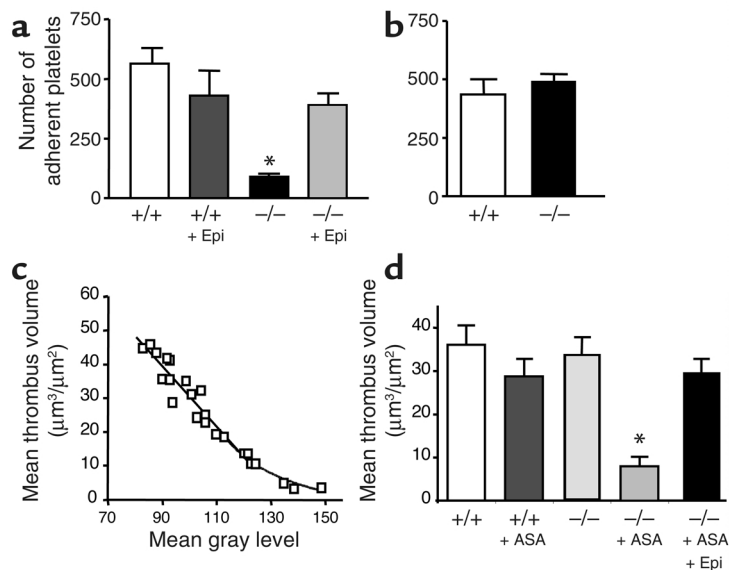 a
Number of
adherent platelets
750
500
250
0
+/+
+/+
+ Epi
–/–
–/–
+ Epi
*
b
750
500
250
0
+/+
–/–
c
Mean thrombus volume
(μm³/μm²)
60
50
40
30
20
10
0
70
90
110
130
150
Mean gray level
d
Mean thrombus volume
(μm³/μm²)
40
30
20
10
0
*
+/+
+/+
+ ASA
–/–
–/–
+ ASA
–/–
+ ASA
+ Epi